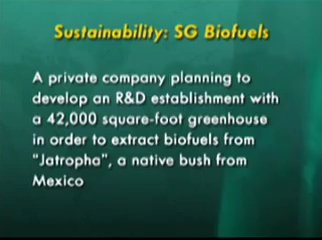 Sustainability: SG Biofuels
A private company planning to
develop an R&D establishment with
a 42,000 square-foot greenhouse
in order to extract biofuels from
"Jatropha", a native bush from
Mexico